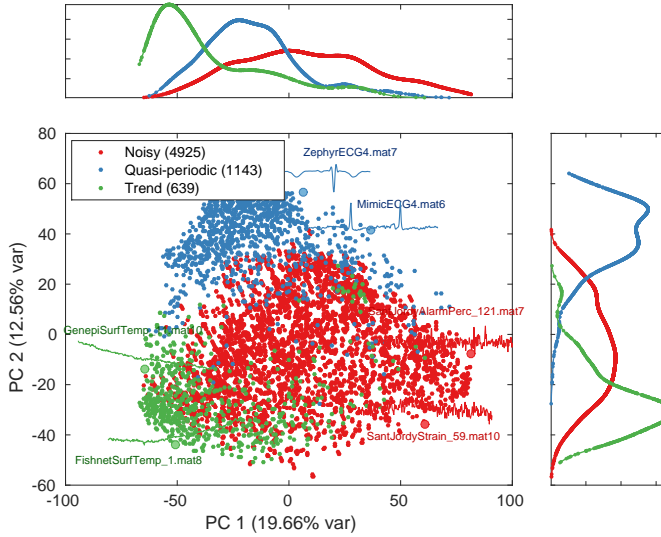 80
60
40
20
0
-20
-40
-60
-100
-50
0
50
100
PC 1 (19.66% var)
PC 2 (12.56% var)
Noisy (4925)
Quasi-periodic (1143)
Trend (639)
ZephyrECG4.mat7
MimicECG4.mat6
SantJordyAlarmPerc_121.mat7
SantJordyStrain_59.mat10
FishnetSurfTemp_1.mat8